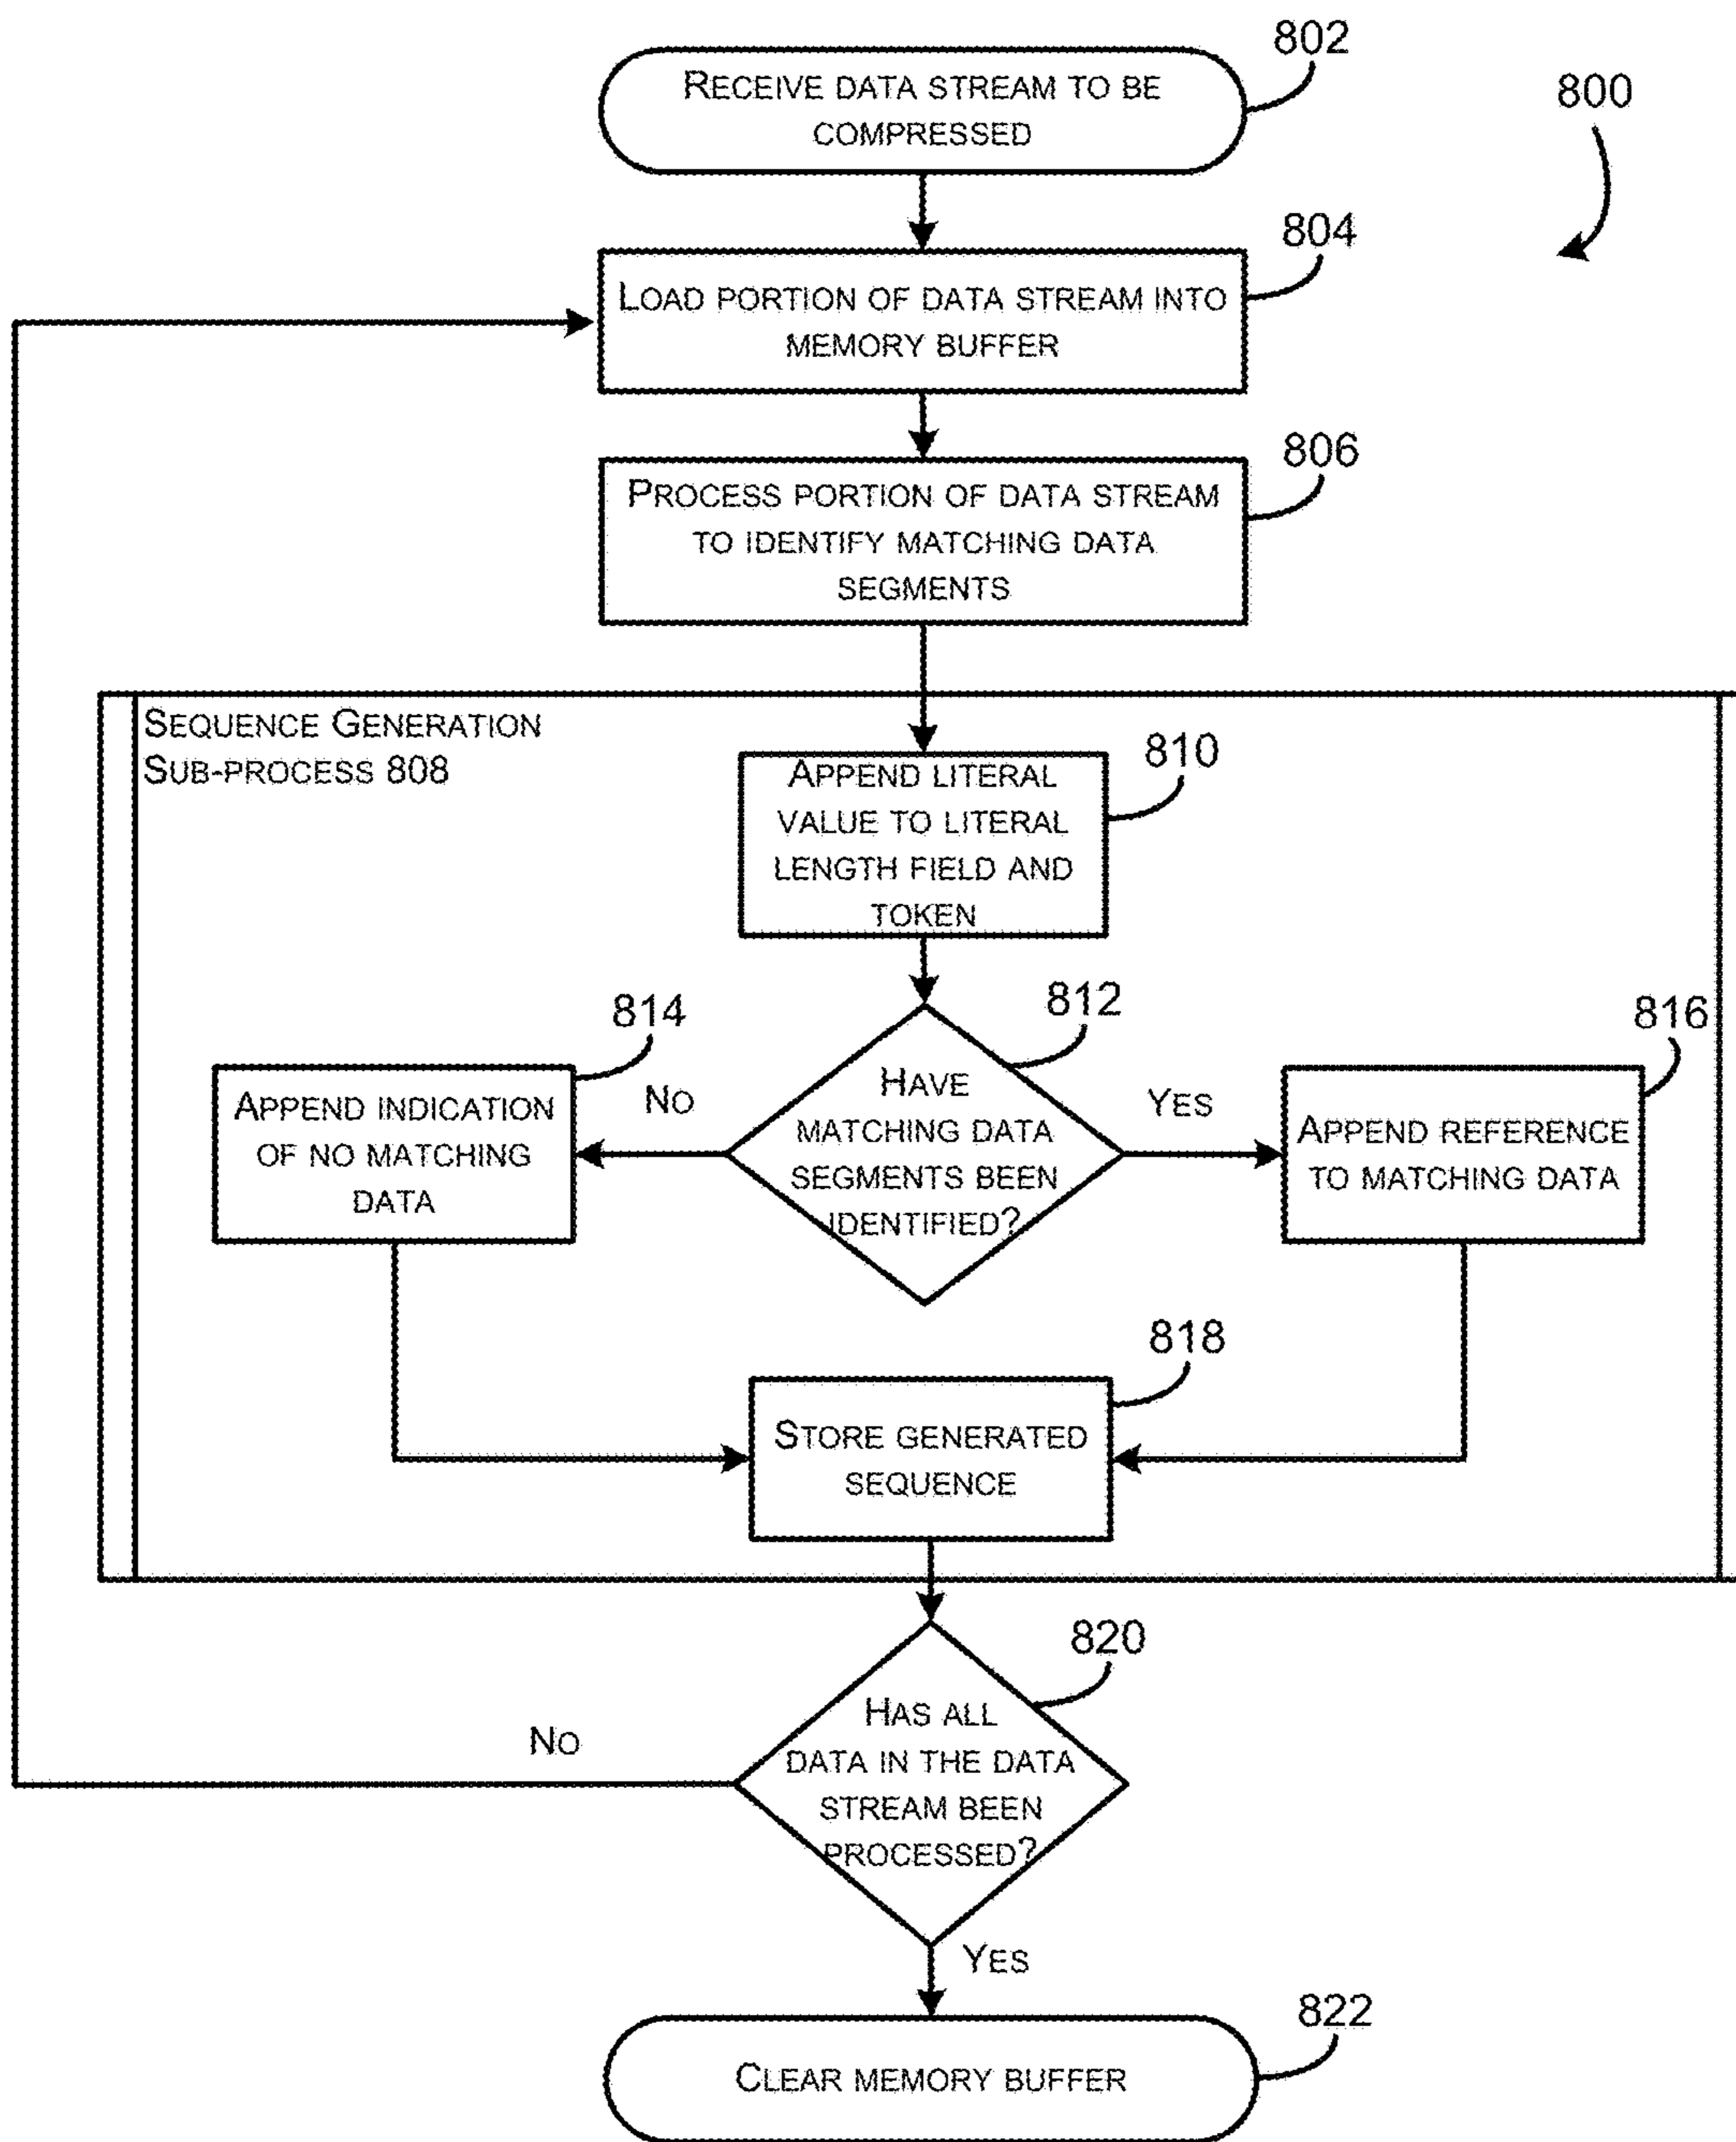 802
RECEIVE DATA STREAM TO BE
COMPRESSED
800
804
LOAD PORTION OF DATA STREAM INTO
MEMORY BUFFER
806
PROCESS PORTION OF DATA STREAM
TO IDENTIFY MATCHING DATA
SEGMENTS
SEQUENCE GENERATION
SUB-PROCESS 808
810
APPEND LITERAL
VALUE TO LITERAL
LENGTH FIELD AND
TOKEN
812
814
816
HAVE
MATCHING DATA
SEGMENTS BEEN
IDENTIFIED?
NO
YES
APPEND INDICATION
OF NO MATCHING
DATA
APPEND REFERENCE
TO MATCHING DATA
818
STORE GENERATED
SEQUENCE
820
HAS ALL
DATA IN THE DATA
STREAM BEEN
PROCESSED?
NO
YES
822
CLEAR MEMORY BUFFER